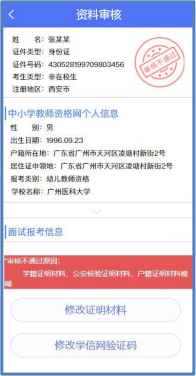 资料审核
姓 名：张某某
证件类型：身份证
证件号码：430528199709803456
考生类型：非在校生
注册地区：西安市
审核不通过
中小学教师资格网个人信息
性 别：男
出生日期：1996.09.23
户籍所在地：广东省广州市天河区凌塘村新街2号
居住证申领地：广东省广州市天河区凌塘村新街2号
报考类别：幼儿教师资格
学校名称：广州医科大学
面试报考信息
*审核不通过原因：
学籍证明材料、公安核验证明材料、户籍证明材料模
糊
修改证明材料
修改学信网验证码